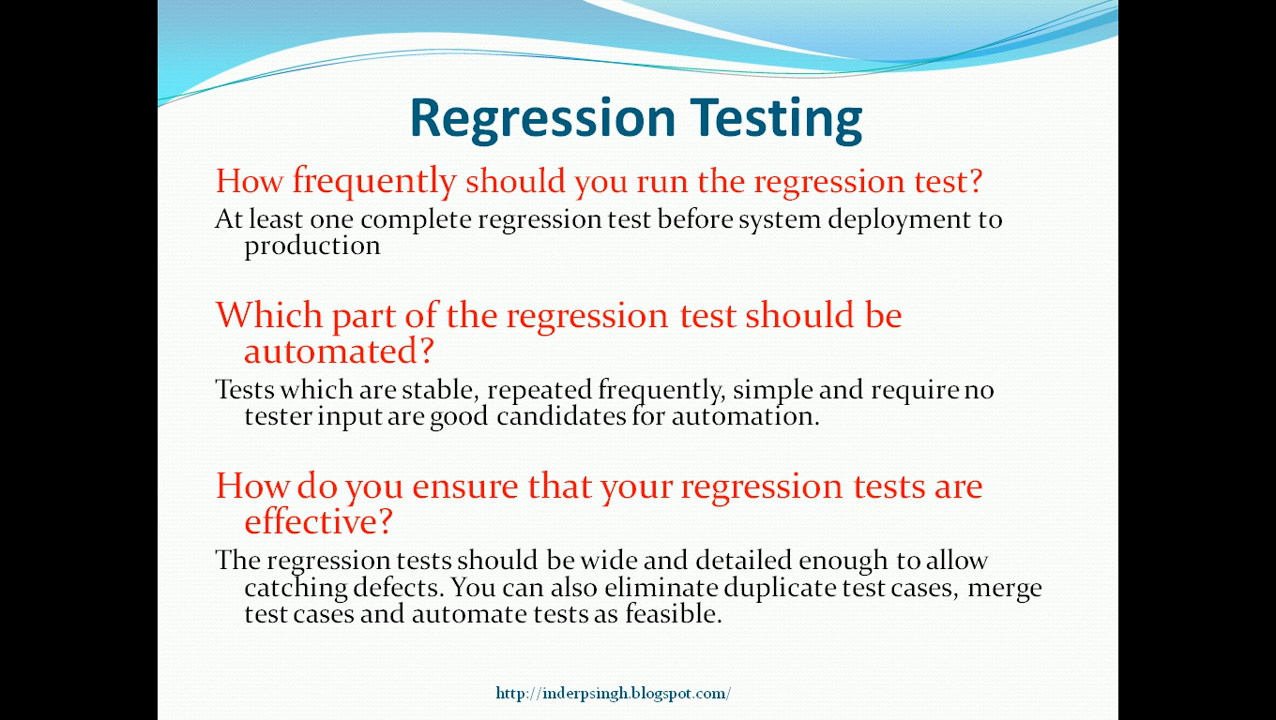 Regression Testing
How frequently should you run the regression test?
At least one complete regression test before system deployment to
production
Which part of the regression test should be
automated?
Tests which are stable, repeated frequently, simple and require no
tester input are good candidates for automation.
How do you ensure that your regression tests are
effective?
The regression tests should be wide and detailed enough to allow
catching defects. You can also eliminate duplicate test cases, merge
test cases and automate tests as feasible.
http://inderpsingh.blogspot.com/